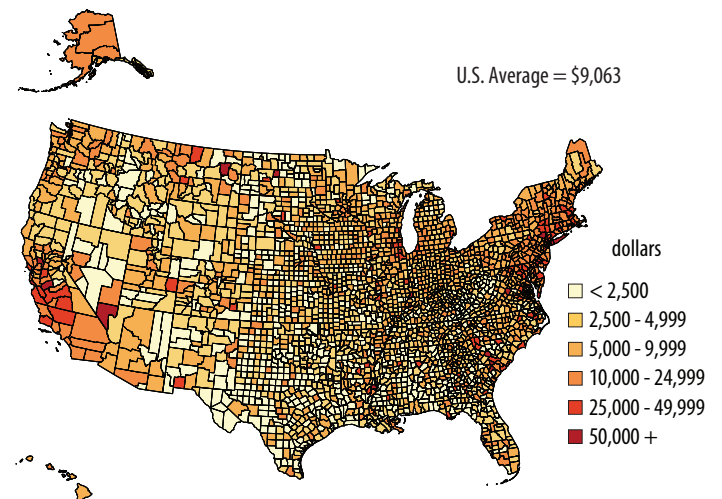 U.S. Average = $9,063
dollars
< 2,500
2,500 - 4,999
5,000 - 9,999
10,000 - 24,999
25,000 - 49,999
50,000 +